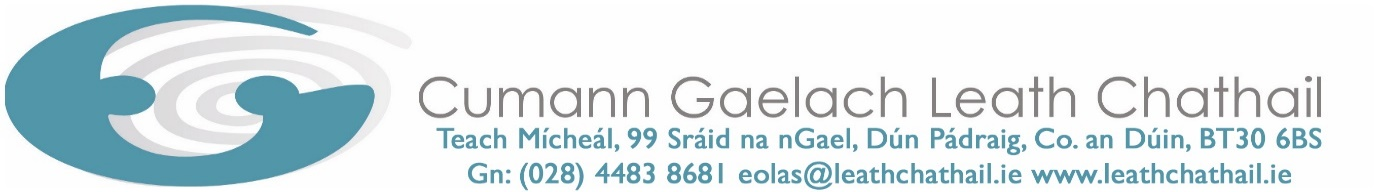 Cumann Gaelach Leath Chathail
Teach Mícheál, 99 Sráid na nGael, Dún Pádraig, Co. an Dúin, BT30 6BS
Gn: (028) 4483 8681 eolas@leathchathail.ie www.leathchathail.ie